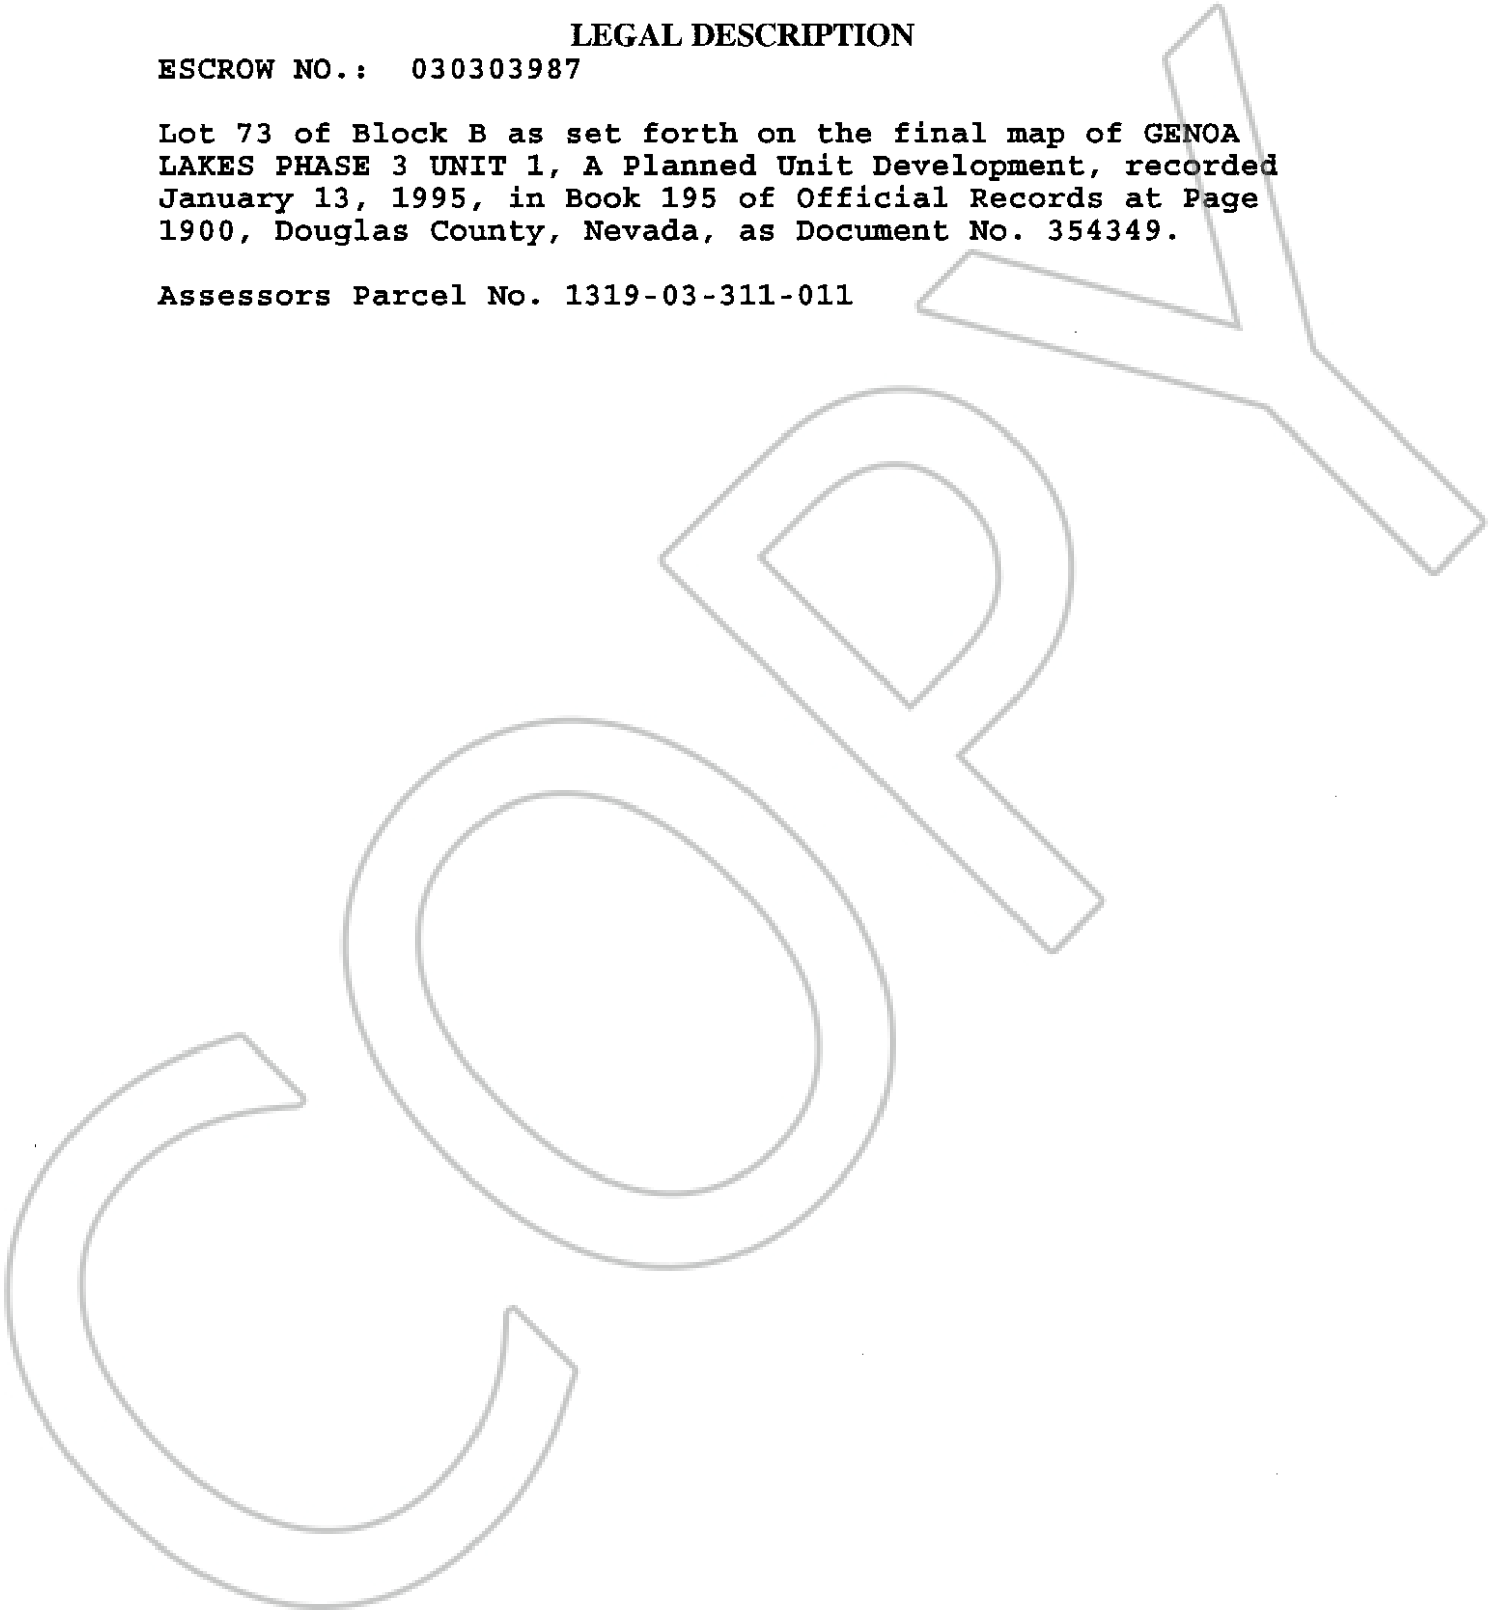 LEGAL DESCRIPTION
ESCROW NO.: 030303987
Lot 73 of Block B as set forth on the final map of GENOA
LAKES PHASE 3 UNIT 1, A Planned Unit Development, recorded
January 13, 1995, in Book 195 of Official Records at Page
1900, Douglas County, Nevada, as Document No. 354349.
Assessors Parcel No. 1319-03-311-011
COPY